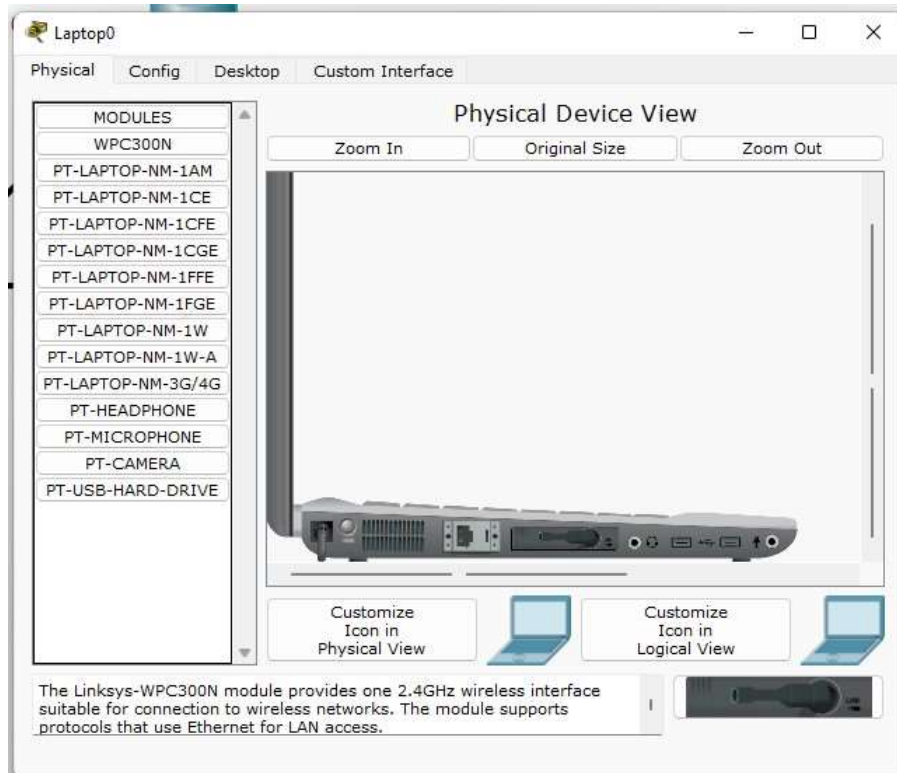 Laptop0
Physical Config Desktop Custom Interface
MODULES
WPC300N
PT-LAPTOP-NM-1AM
PT-LAPTOP-NM-1CE
PT-LAPTOP-NM-1CFE
PT-LAPTOP-NM-1CGE
PT-LAPTOP-NM-1FFE
PT-LAPTOP-NM-1FGE
PT-LAPTOP-NM-1W
PT-LAPTOP-NM-1W-A
PT-LAPTOP-NM-3G/4G
PT-HEADPHONE
PT-MICROPHONE
PT-CAMERA
PT-USB-HARD-DRIVE
Physical Device View
Zoom In Original Size Zoom Out
Customize
Icon in
Physical View
Customize
Icon in
Logical View
The Linksys-WPC300N module provides one 2.4GHz wireless interface
suitable for connection to wireless networks. The module supports
protocols that use Ethernet for LAN access.